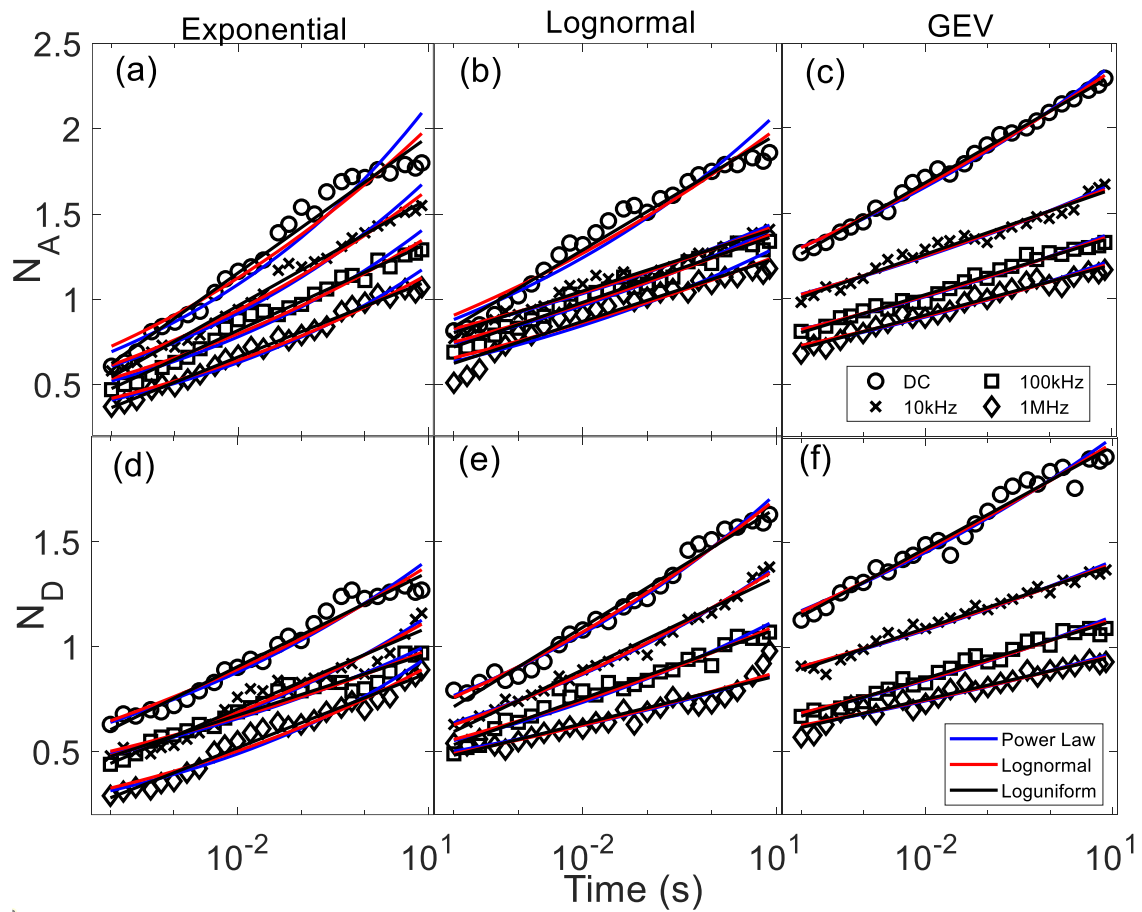 Exponential
Lognormal
GEV
(a)
(b)
(c)
2.5
2
1.5
1
0.5
N_A
DC
100kHz
10kHz
1MHz
(d)
(e)
(f)
1.5
1
0.5
N_D
Power Law
Lognormal
Loguniform
10^-2
10^1
10^-2
10^1
10^-2
10^1
Time (s)